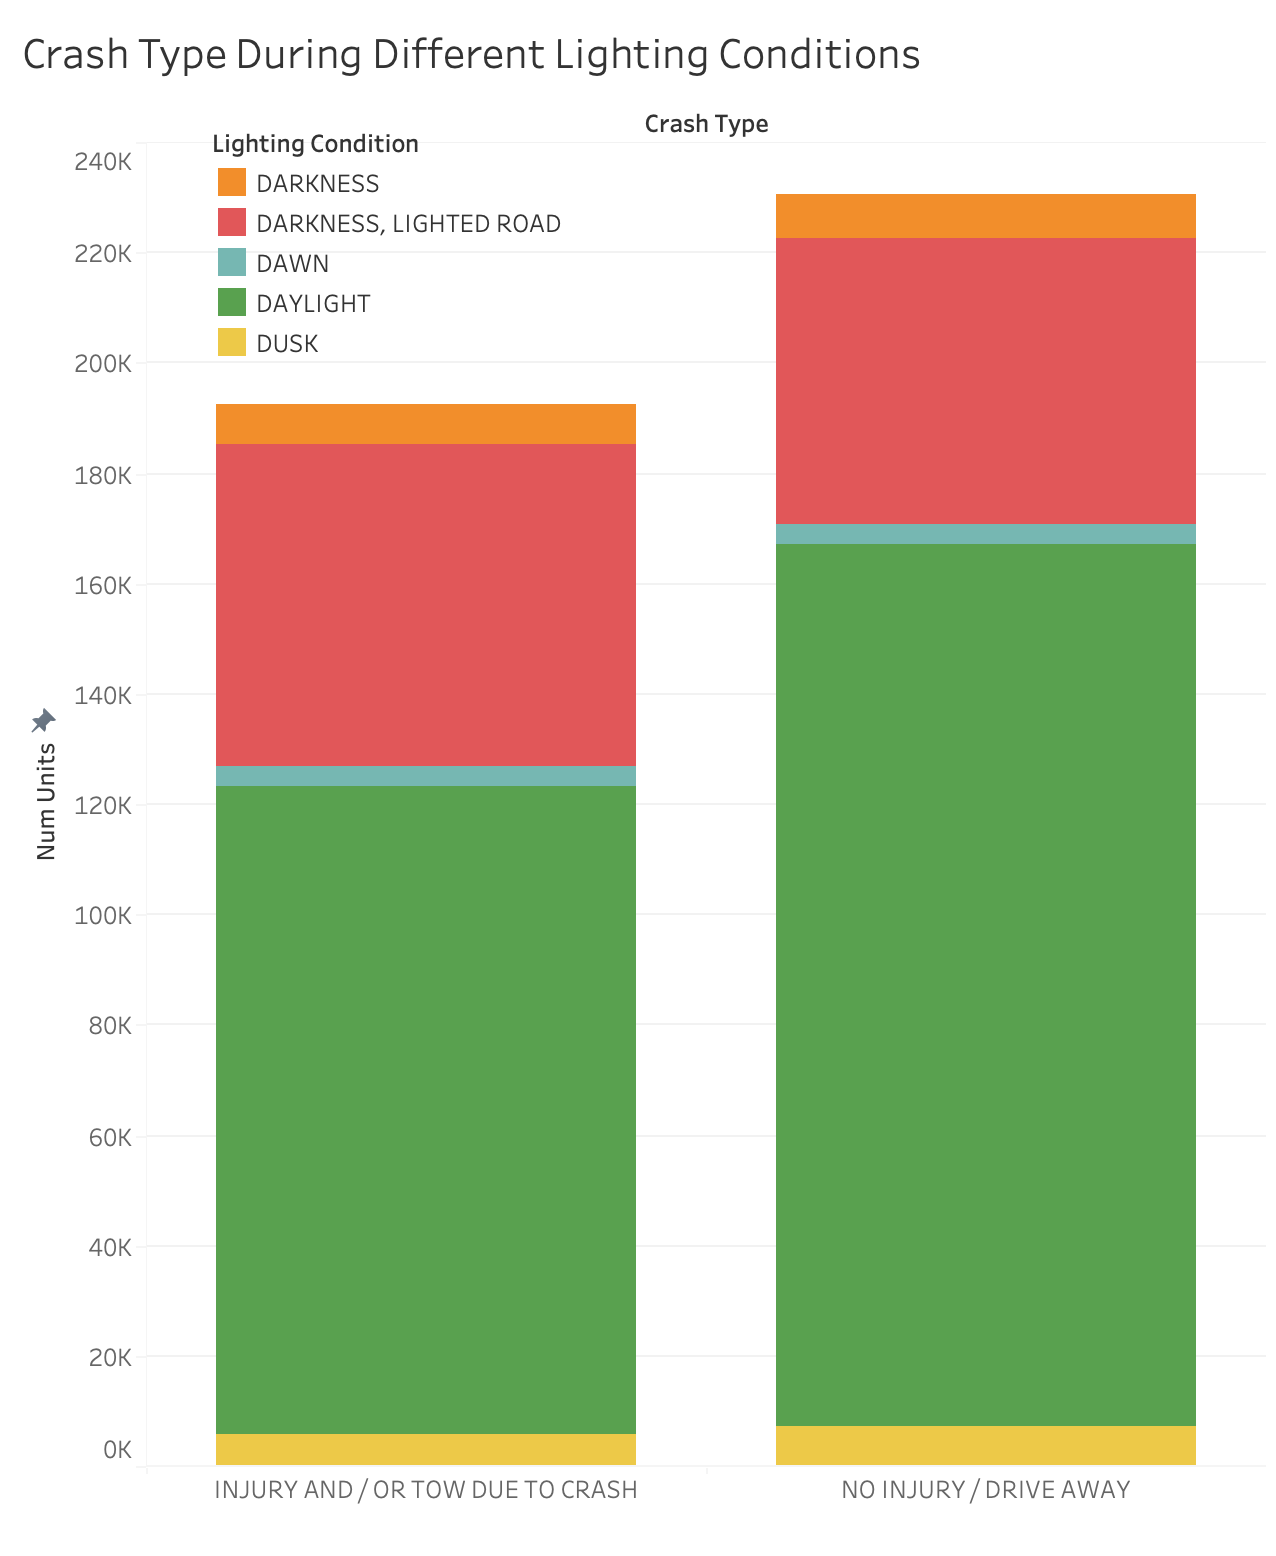 Crash Type During Different Lighting Conditions
Crash Type
Lighting Condition
DARKNESS
DARKNESS, LIGHTED ROAD
DAWN
DAYLIGHT
DUSK
240K
220K
200K
180K
160K
140K
120K
100K
80K
60K
40K
20K
0K
Num Units
INJURY AND / OR TOW DUE TO CRASH
NO INJURY / DRIVE AWAY